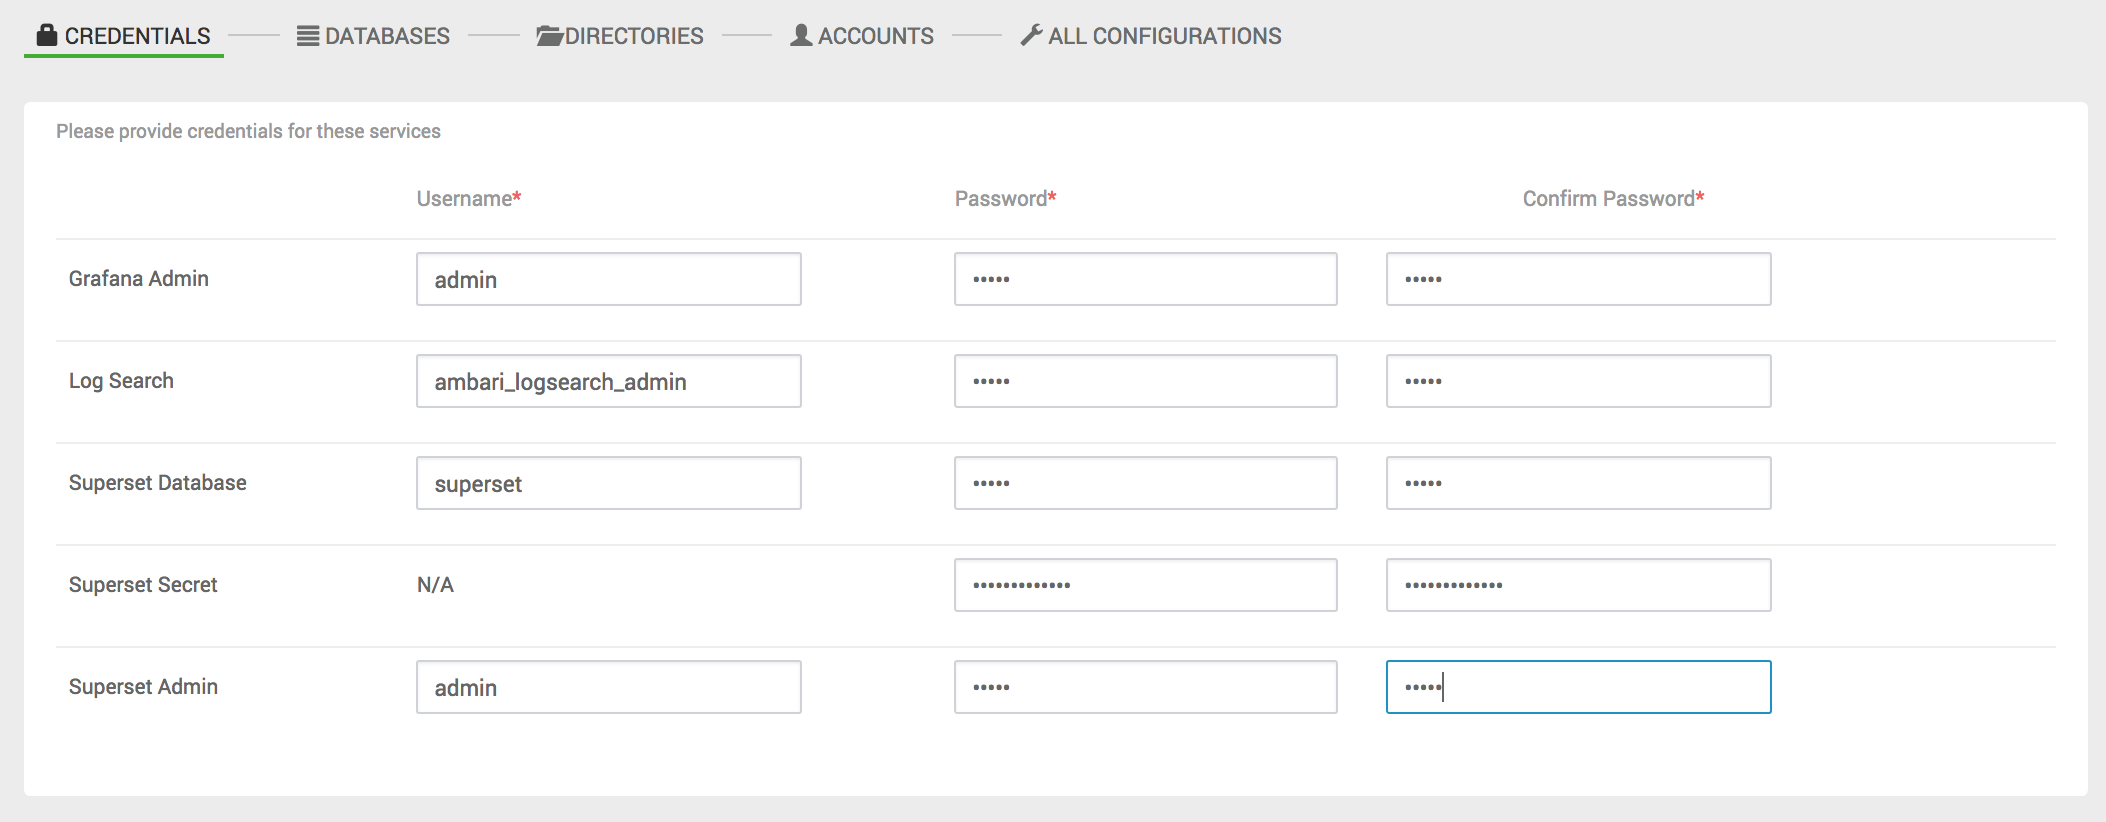 CREDENTIALS DATABASES DIRECTORIES ACCOUNTS ALL CONFIGURATIONS
Please provide credentials for these services
Username* Password* Confirm Password*
Grafana Admin admin ••••• •••••
Log Search ambari_logsearch_admin ••••• •••••
Superset Database superset ••••• •••••
Superset Secret N/A ••••••••••••• •••••••••••••
Superset Admin admin ••••• •••••